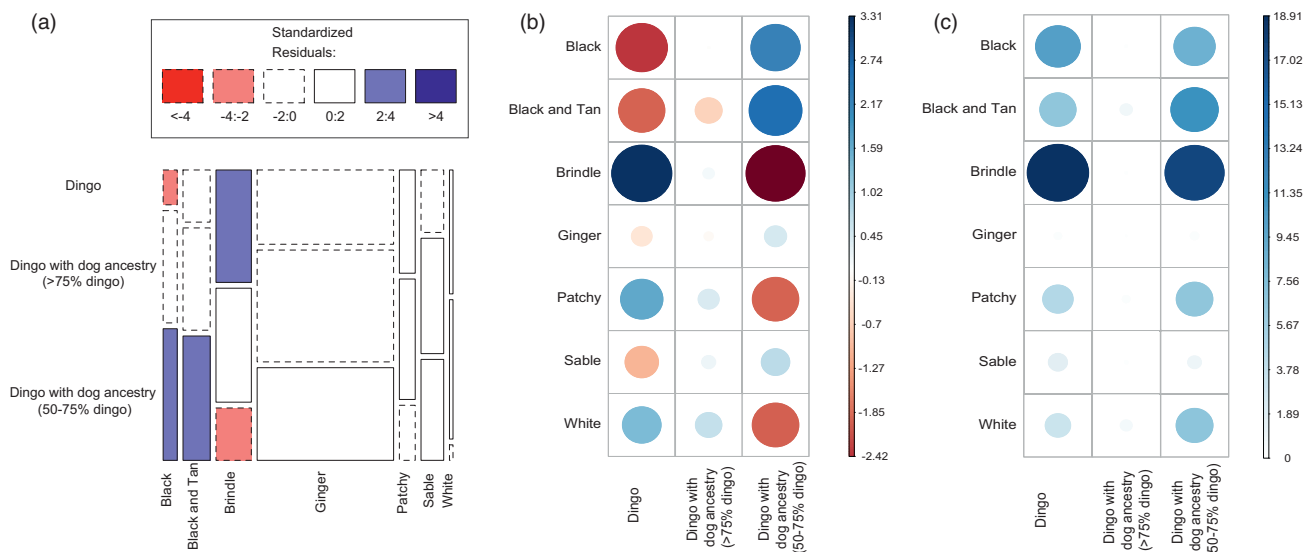 (a)
Standardized
Residuals:
<-4
-4:-2
-2:0
0:2
2:4
>4
Dingo
Dingo with dog ancestry
(>75% dingo)
Dingo with dog ancestry
(50-75% dingo)
Black
Black and Tan
Brindle
Ginger
Patchy
Sable
White
(b)
Black
Black and Tan
Brindle
Ginger
Patchy
Sable
White
Dingo
Dingo with
dog ancestry
(>75% dingo)
Dingo with
dog ancestry
(50-75% dingo)
3.31
2.74
2.17
1.59
1.02
0.45
-0.13
-0.7
-1.27
-1.85
-2.42
(c)
Black
Black and Tan
Brindle
Ginger
Patchy
Sable
White
Dingo
Dingo with
dog ancestry
(>75% dingo)
Dingo with
dog ancestry
50-75% dingo)
18.91
17.02
15.13
13.24
11.35
9.45
7.56
5.67
3.78
1.89
0